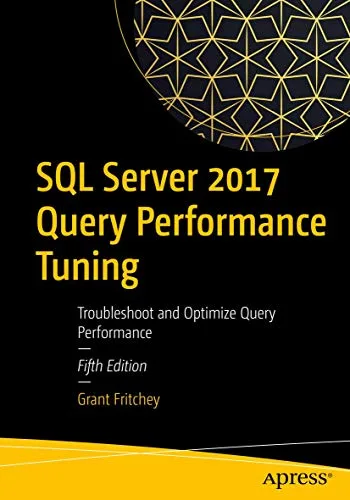 SQL Server 2017
Query Performance
Tuning
Troubleshoot and Optimize Query
Performance
—
Fifth Edition
—
Grant Fritchey
Apress®